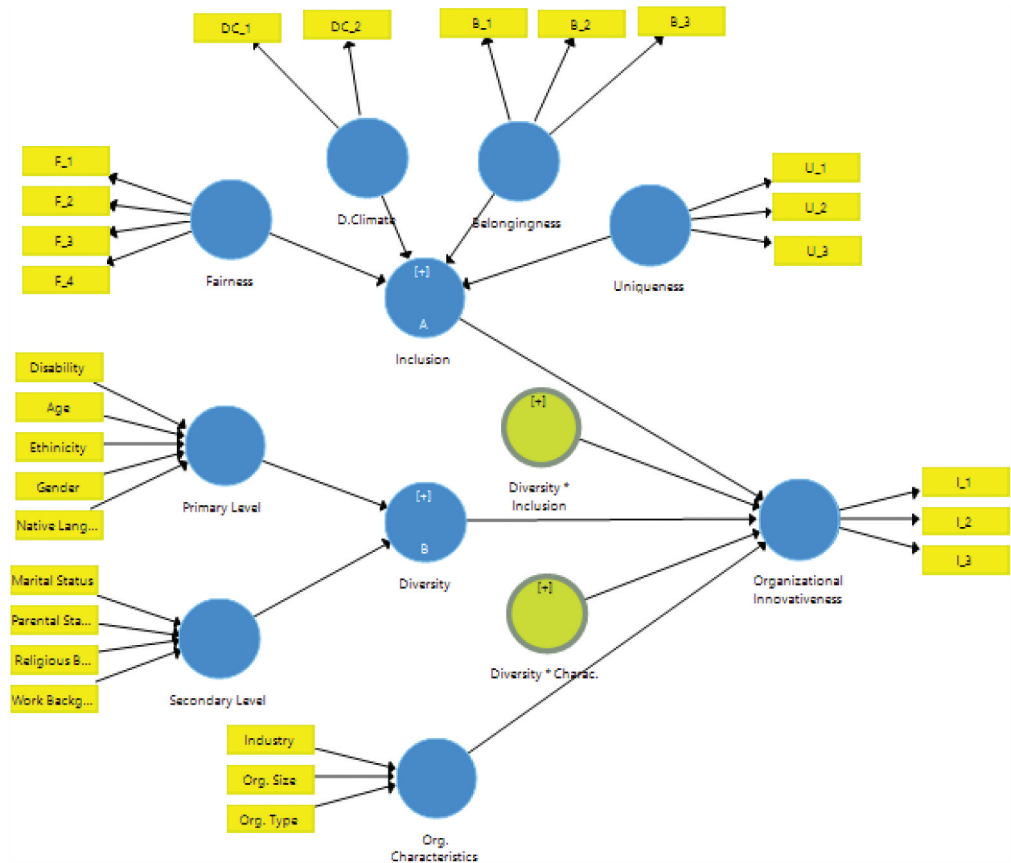 DC_1
DC_2
B_1
B_2
B_3
F_1
F_2
F_3
F_4
Fairness
D.Climate
Belongingness
U_1
U_2
U_3
Uniqueness
[+]
A
Inclusion
Disability
Age
Ethinicity
Gender
Native Lang...
Primary Level
[+]
Diversity *
Inclusion
[+]
B
Diversity
Organizational
Innovativeness
I_1
I_2
I_3
Marital Status
Parental Sta...
Religious B...
Work Backg...
Secondary Level
[+]
Diversity * Charac.
Industry
Org. Size
Org. Type
Org.
Characteristics